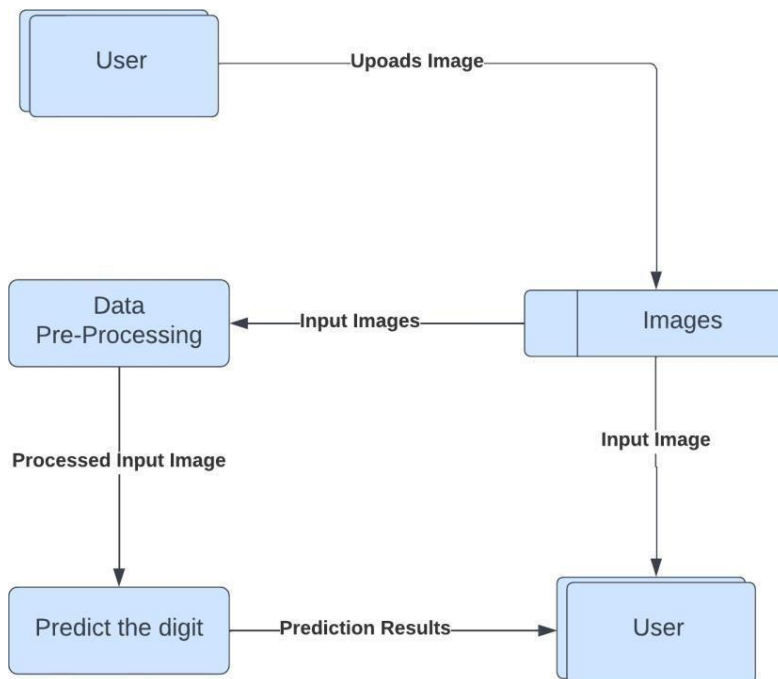 User
Upoads Image
Data
Pre-Processing
Input Images
Images
Processed Input Image
Input Image
Predict the digit
Prediction Results
User